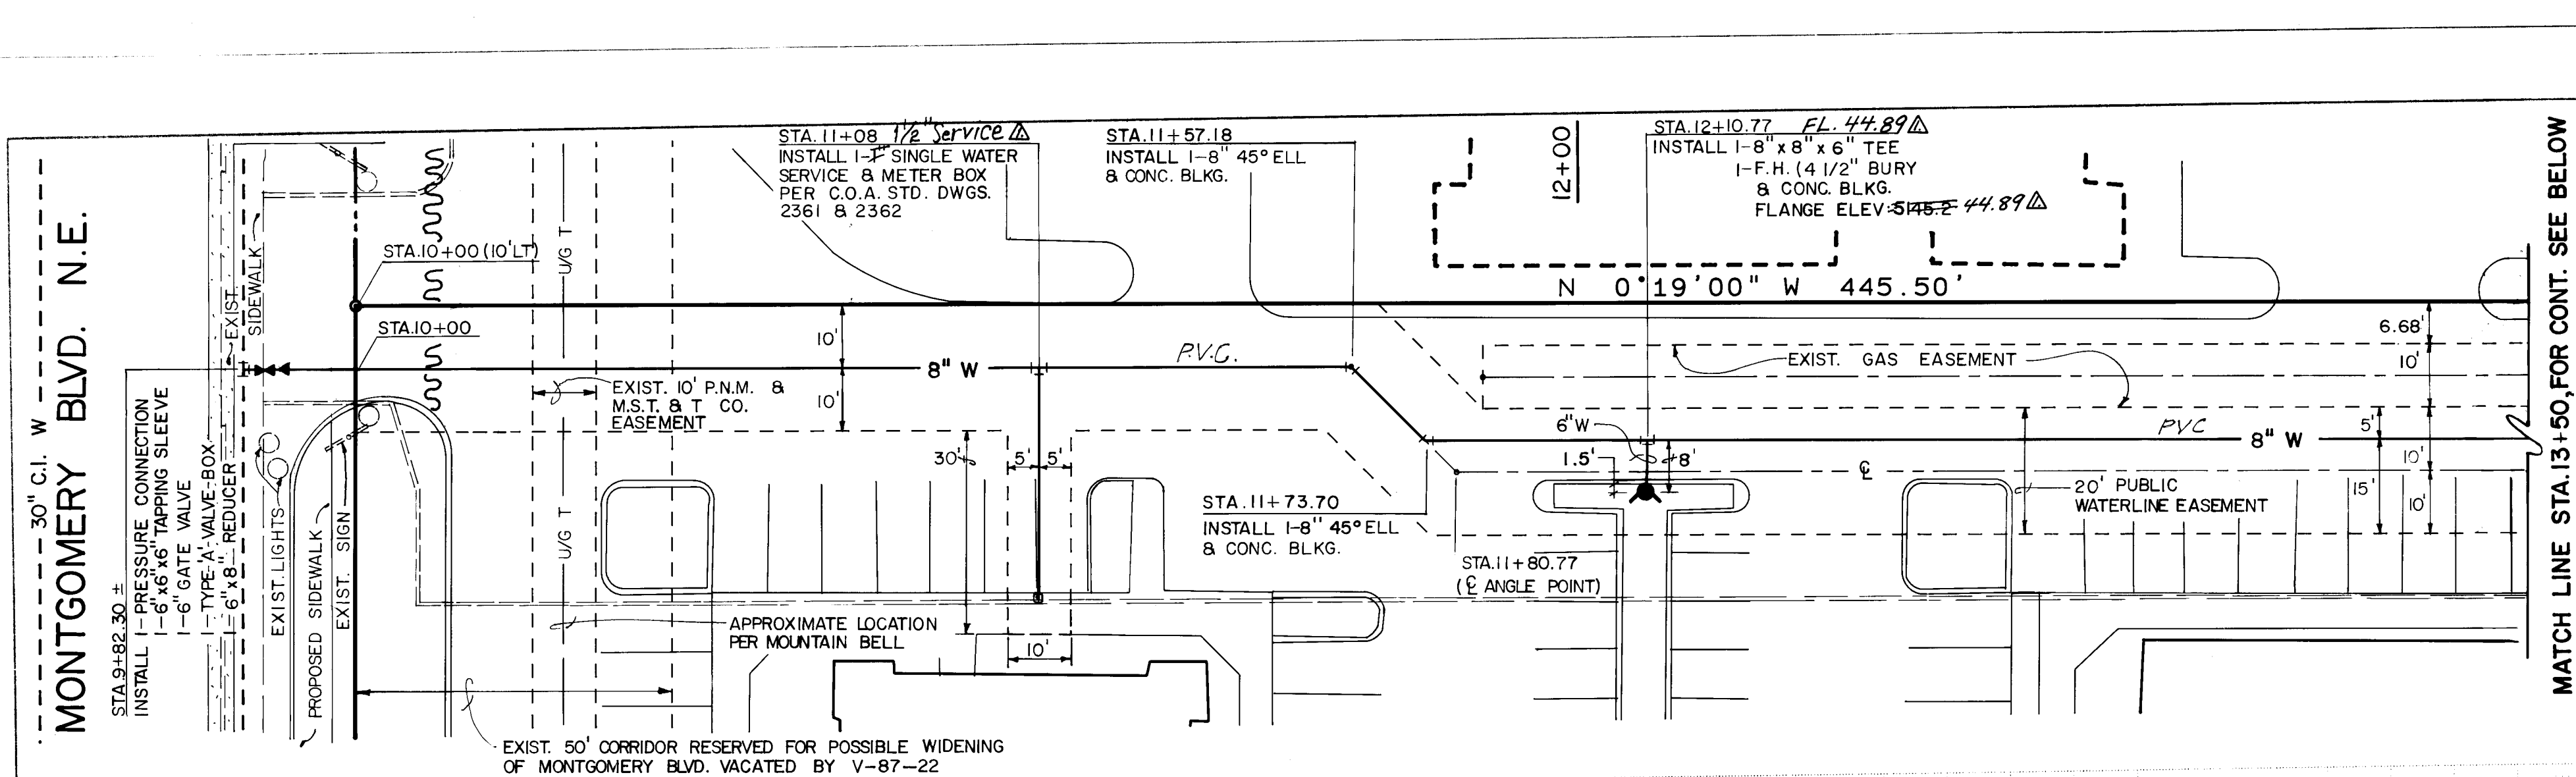 STA. 11+08 1 1/2" Service
INSTALL 1-1" SINGLE WATER
SERVICE & METER BOX
PER C.O.A. STD. DWGS.
2361 & 2362
STA. 11+57.18
INSTALL 1-8" 45° ELL
& CONC. BLKG.
12+00
STA. 12+10.77 FL. 44.89
INSTALL 1-8" x 8" x 6" TEE
1-F.H. (4 1/2" BURY
& CONC. BLKG.
FLANGE ELEV. 5145.2 44.89
N 0°19'00" W 445.50'
MATCH LINE STA. 13+50, FOR CONT. SEE BELOW
30" C.I. W
MONTGOMERY BLVD. N.E.
STA. 9+82.30 ±
INSTALL 1-PRESSURE CONNECTION
1-6"x6"x6" TAPPING SLEEVE
1-6" GATE VALVE
1-TYPE-'A'-VALVE-BOX
1-6"x8" REDUCER
EXIST.
SIDEWALK
EXIST. LIGHTS
PROPOSED SIDEWALK
EXIST. SIGN
STA. 10+00 (10' LT)
STA. 10+00
U/G T
U/G T
EXIST. 10' P.N.M. &
M.S.T. & T CO.
EASEMENT
10'
10'
8" W
P.V.C.
30'
5'
5'
10'
APPROXIMATE LOCATION
PER MOUNTAIN BELL
EXIST. 50' CORRIDOR RESERVED FOR POSSIBLE WIDENING
OF MONTGOMERY BLVD. VACATED BY V-87-22
STA. 11+73.70
INSTALL 1-8" 45° ELL
& CONC. BLKG.
STA. 11+80.77
(℄ ANGLE POINT)
6" W
1.5'
±8'
℄
EXIST. GAS EASEMENT
PVC
8" W
20' PUBLIC
WATERLINE EASEMENT
6.68'
10'
5'
10'
15'
10'